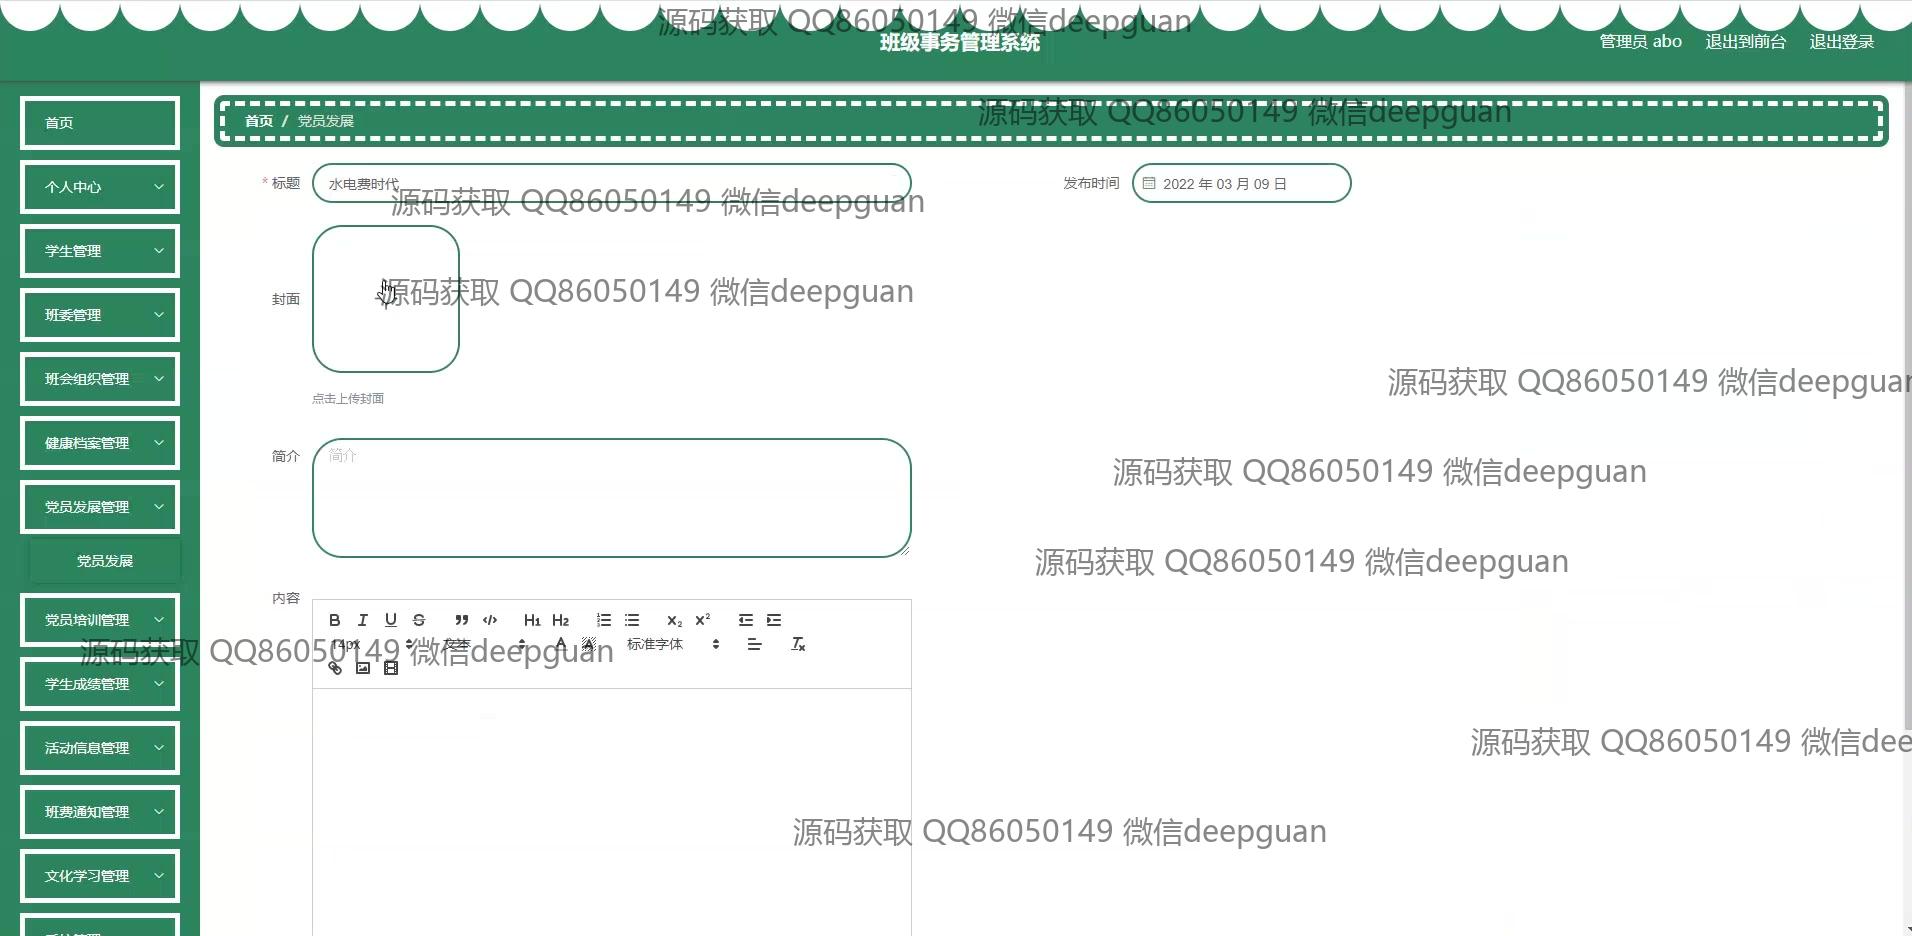 源码获取 QQ86050149 微信deepguan
班级事务管理系统
管理员 abo 退出到前台 退出登录
首页
首页 / 党员发展
源码获取 QQ86050149 微信deepguan
个人中心
* 标题 水电费时代
发布时间 2022 年 03 月 09 日
源码获取 QQ86050149 微信deepguan
学生管理
封面
源码获取 QQ86050149 微信deepguan
班委管理
班会组织管理
源码获取 QQ86050149 微信deepguan
点击上传封面
健康档案管理
简介 简介
源码获取 QQ86050149 微信deepguan
党员发展管理
党员发展
源码获取 QQ86050149 微信deepguan
内容
党员培训管理
B I U S H1 H2 x₂ x²
14px 文本 A A 标准字体 Tx
源码获取 QQ86050149 微信deepguan
学生成绩管理
活动信息管理
源码获取 QQ86050149 微信dee
班费通知管理
源码获取 QQ86050149 微信deepguan
文化学习管理